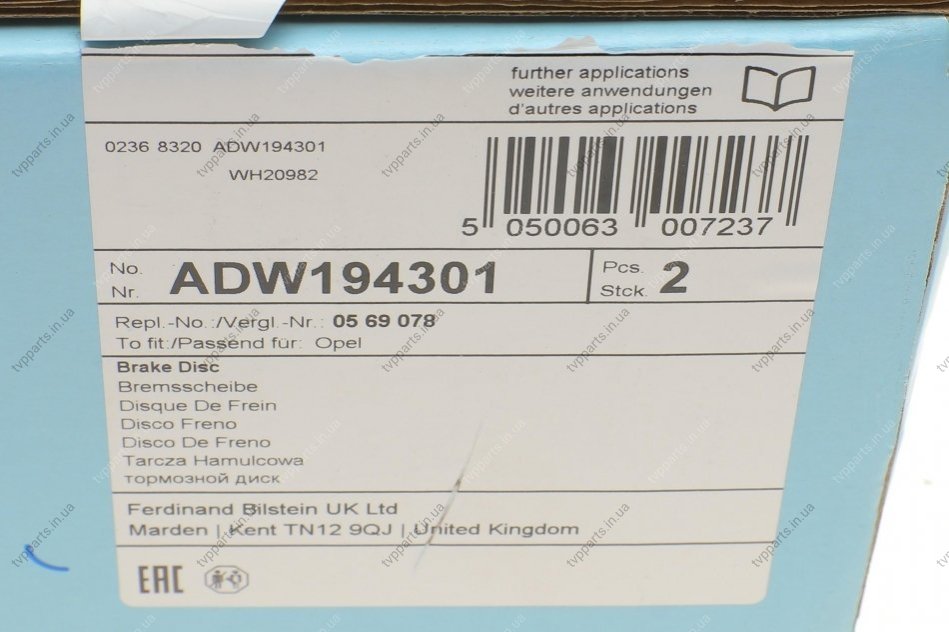 further applications
weitere anwendungen
d'autres applications
0236 8320 ADW194301
WH20982
5 050063 007237
No. ADW194301
Nr.
Pcs. 2
Stck.
Repl.-No.:/Vergl.-Nr.: 05 69 078
To fit:/Passend für: Opel
Brake Disc
Bremsscheibe
Disque De Frein
Disco Freno
Disco De Freno
Tarcza Hamulcowa
тормозной диск
Ferdinand Bilstein UK Ltd
Marden | Kent TN12 9QJ | United Kingdom
EAC
tvpparts.in.ua